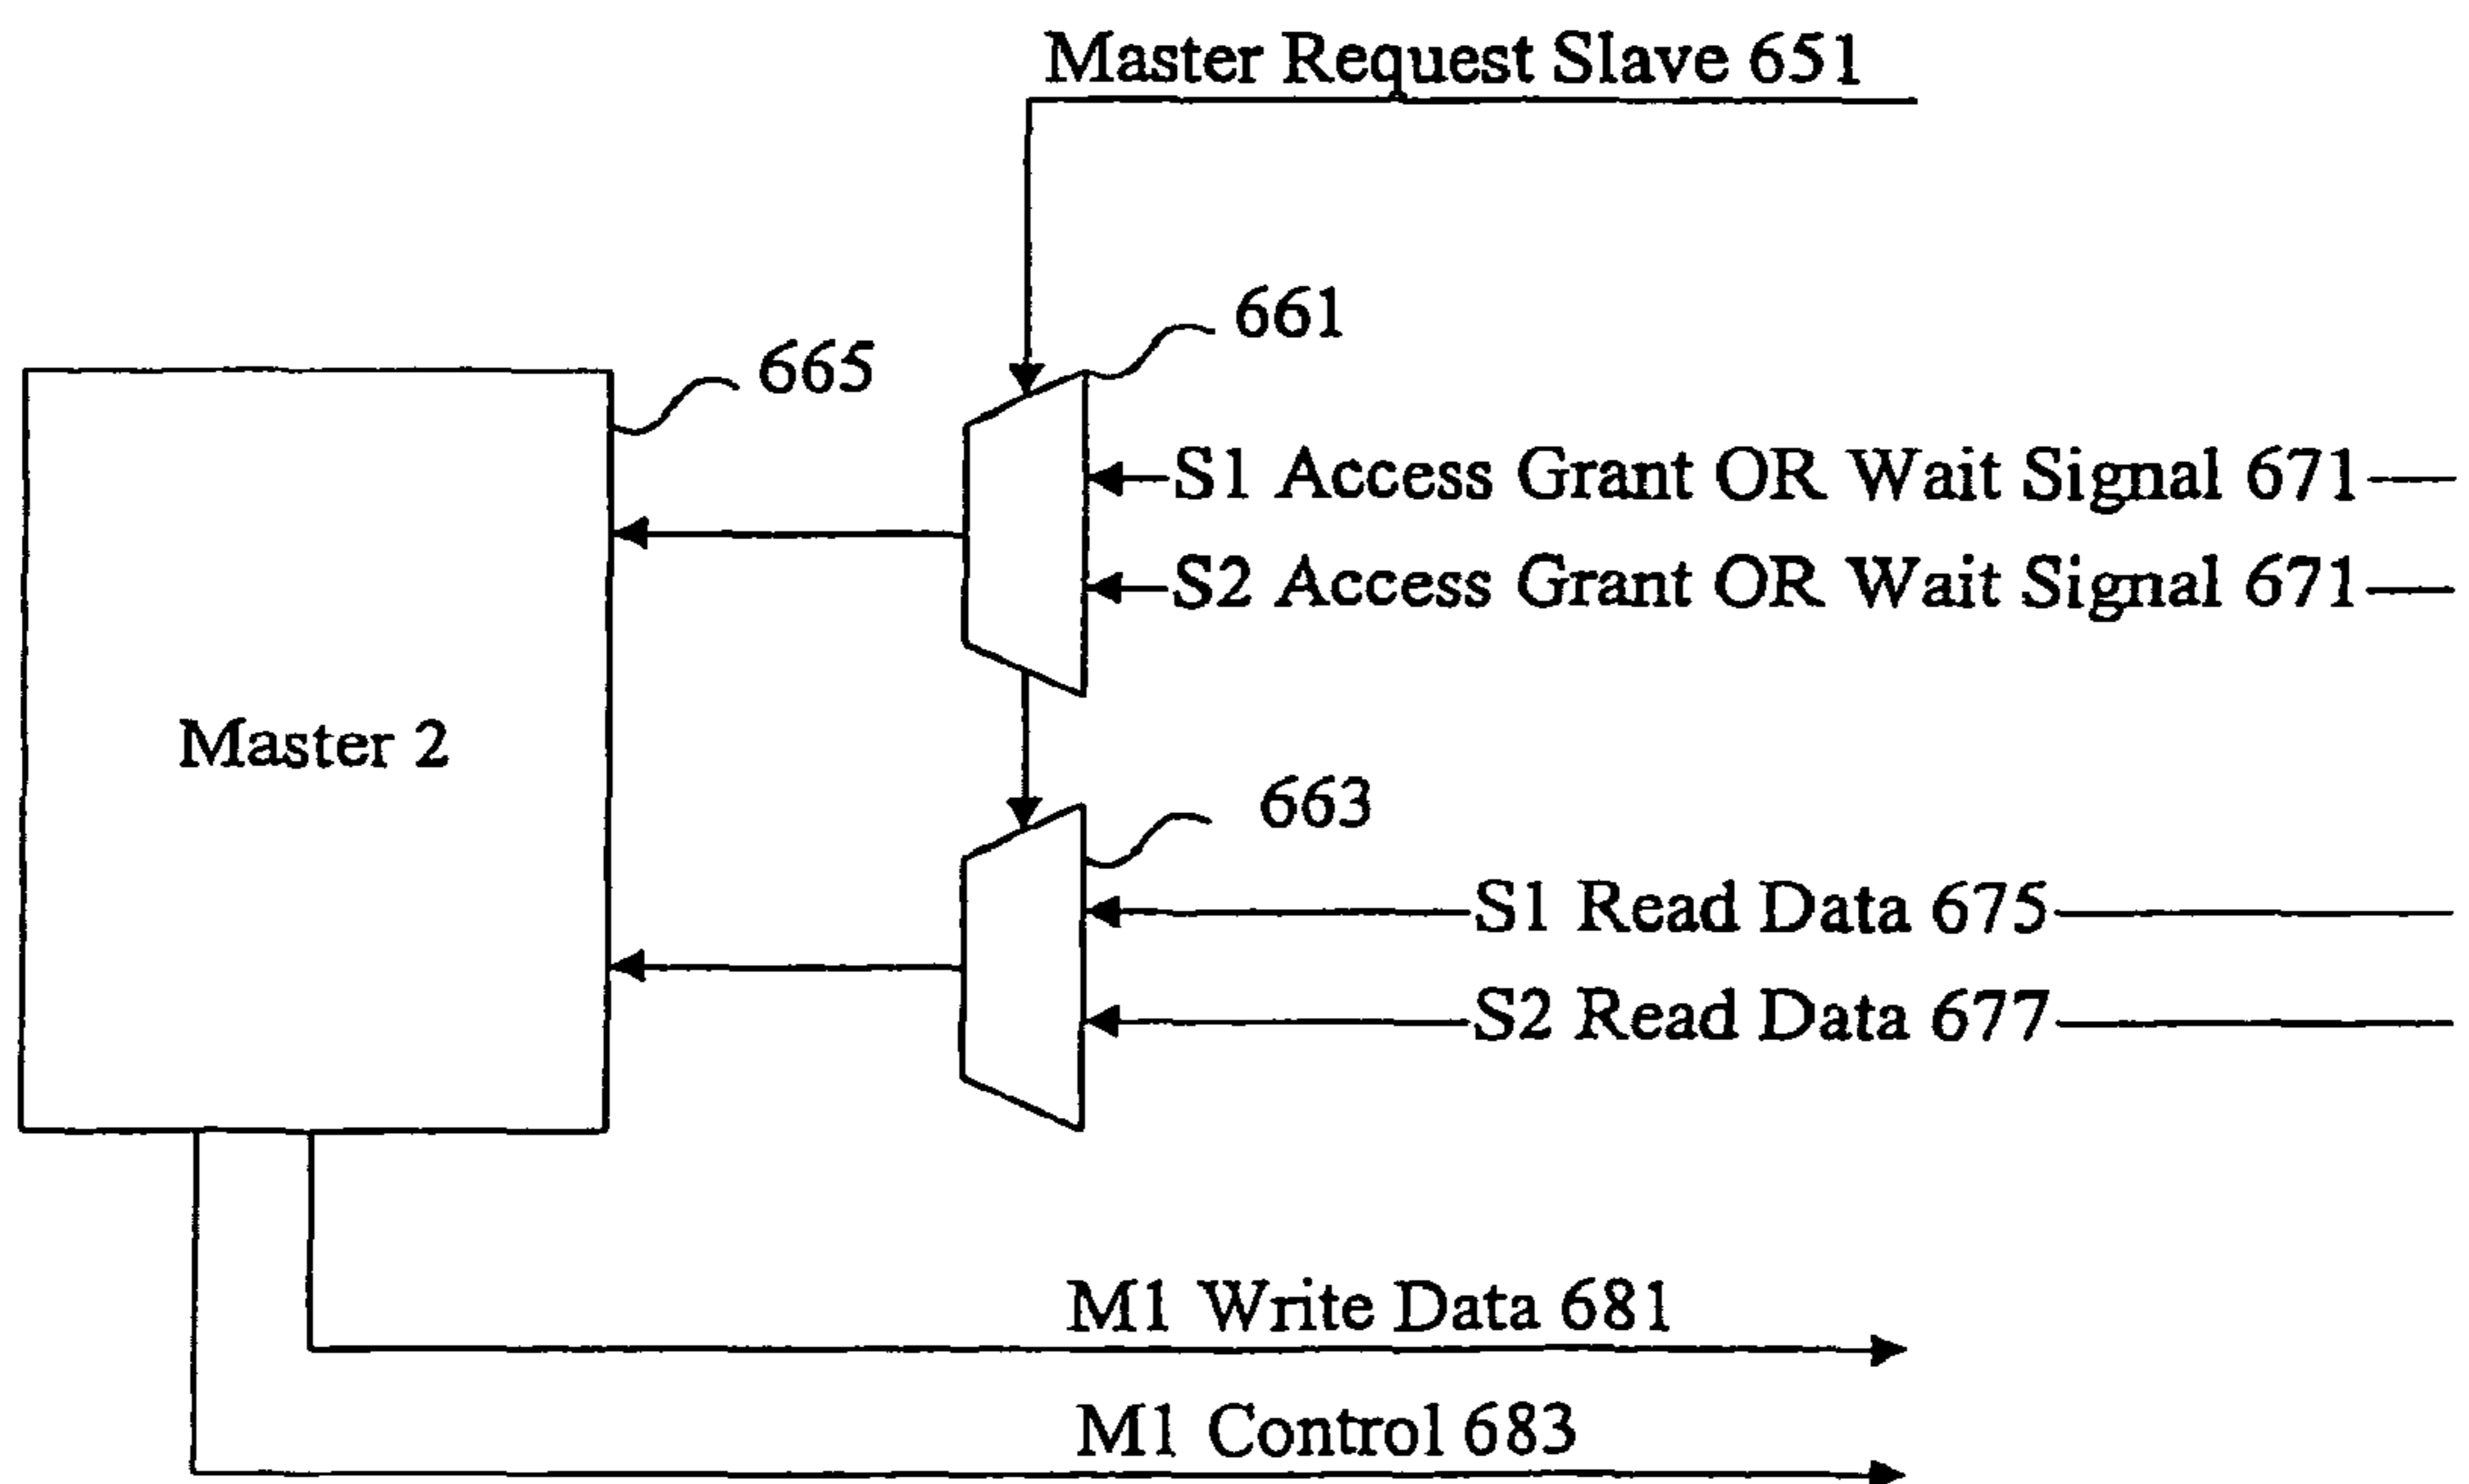 Master Request Slave 651
661
665
S1 Access Grant OR Wait Signal 671
S2 Access Grant OR Wait Signal 671
Master 2
663
S1 Read Data 675
S2 Read Data 677
M1 Write Data 681
M1 Control 683